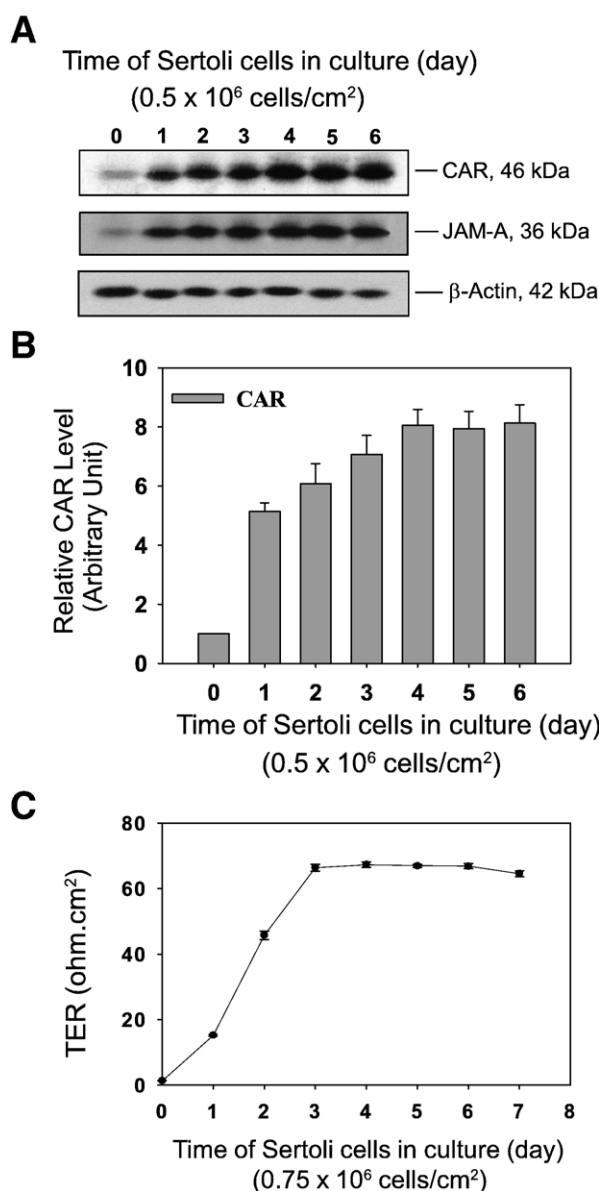 A
Time of Sertoli cells in culture (day)
(0.5 x 10⁶ cells/cm²)
0 1 2 3 4 5 6
CAR, 46 kDa
JAM-A, 36 kDa
β-Actin, 42 kDa
B
Relative CAR Level
(Arbitrary Unit)
10
8
6
4
2
0
CAR
0 1 2 3 4 5 6
Time of Sertoli cells in culture (day)
(0.5 x 10⁶ cells/cm²)
C
TER (ohm.cm²)
80
60
40
20
0
0 1 2 3 4 5 6 7 8
Time of Sertoli cells in culture (day)
(0.75 x 10⁶ cells/cm²)